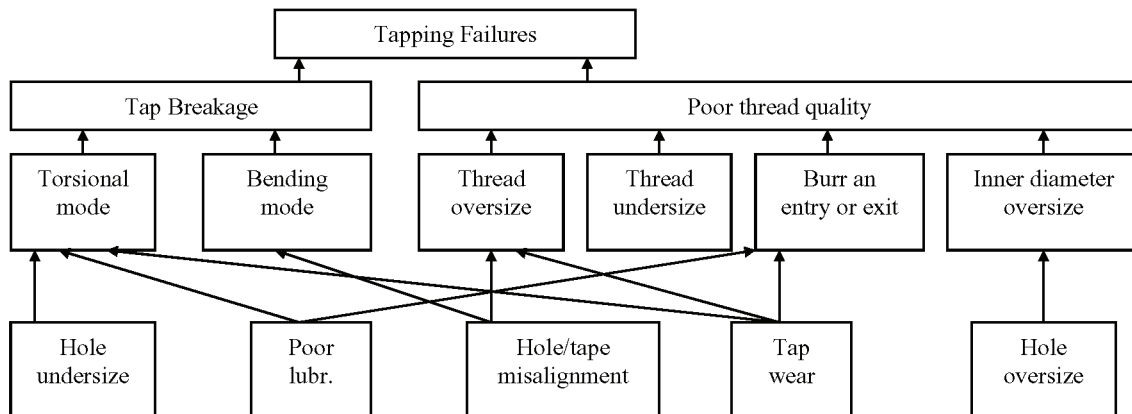 Tapping Failures
Tap Breakage
Poor thread quality
Torsional
mode
Bending
mode
Thread
oversize
Thread
undersize
Burr an
entry or exit
Inner diameter
oversize
Hole
undersize
Poor
lubr.
Hole/tape
misalignment
Tap
wear
Hole
oversize